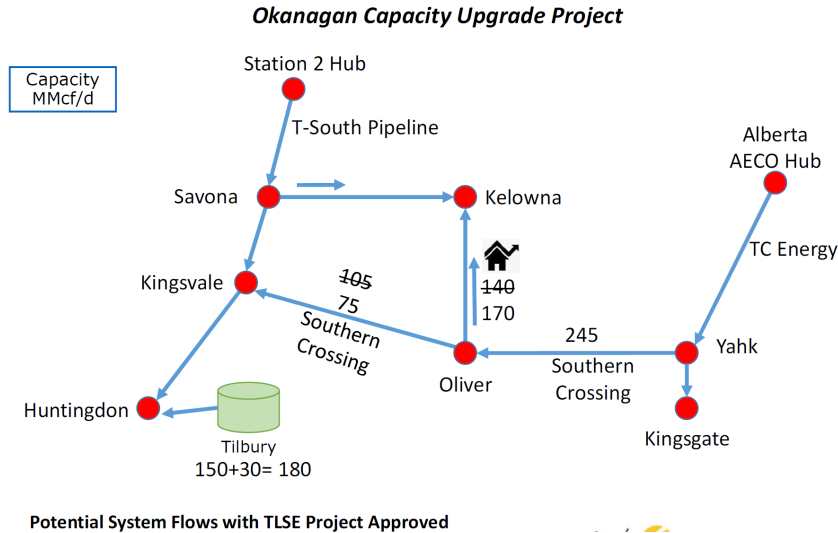 Okanagan Capacity Upgrade Project
Station 2 Hub
Capacity
MMcf/d
T-South Pipeline
Alberta
AECO Hub
Savona
Kelowna
TC Energy
Kingsvale
105
75
Southern
Crossing
140
170
245
Southern
Crossing
Yahk
Oliver
Huntingdon
Kingsgate
Tilbury
150+30= 180
Potential System Flows with TLSE Project Approved